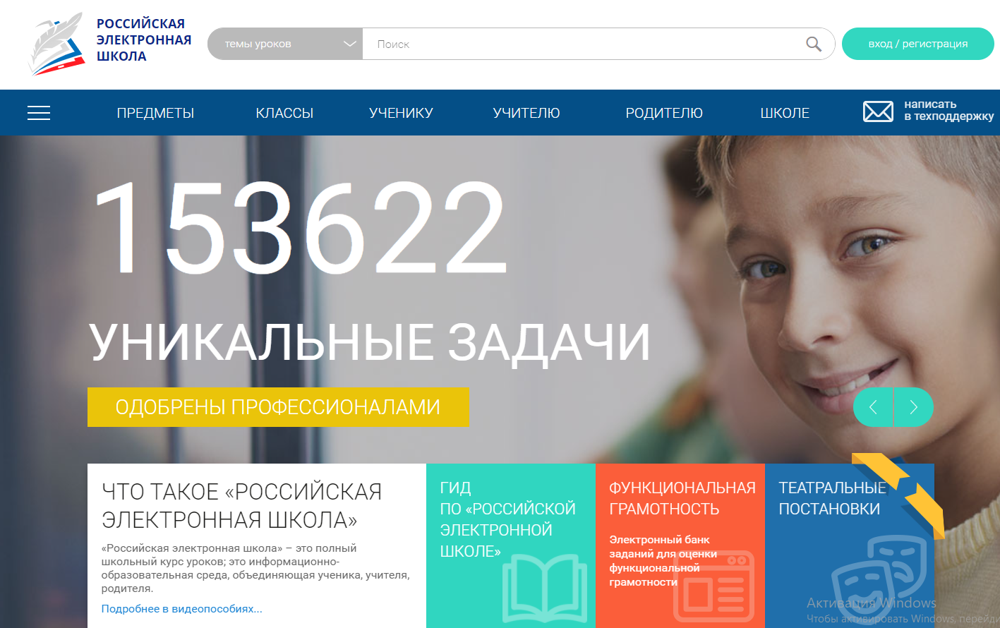 РОССИЙСКАЯ
ЭЛЕКТРОННАЯ
ШКОЛА
темы уроков
Поиск
вход / регистрация
ПРЕДМЕТЫ
КЛАССЫ
УЧЕНИКУ
УЧИТЕЛЮ
РОДИТЕЛЮ
ШКОЛЕ
написать
в техподдержку
153622
УНИКАЛЬНЫЕ ЗАДАЧИ
ОДОБРЕНЫ ПРОФЕССИОНАЛАМИ
ЧТО ТАКОЕ «РОССИЙСКАЯ
ЭЛЕКТРОННАЯ ШКОЛА»
«Российская электронная школа» – это полный
школьный курс уроков; это информационно-
образовательная среда, объединяющая ученика, учителя,
родителя.
Подробнее в видеопособиях...
ГИД
ПО «РОССИЙСКОЙ
ЭЛЕКТРОННОЙ
ШКОЛЕ»
ФУНКЦИОНАЛЬНАЯ
ГРАМОТНОСТЬ
Электронный банк
заданий для оценки
функциональной
грамотности
ТЕАТРАЛЬНЫЕ
ПОСТАНОВКИ
Активация Windows
Чтобы активировать Windows, перейди